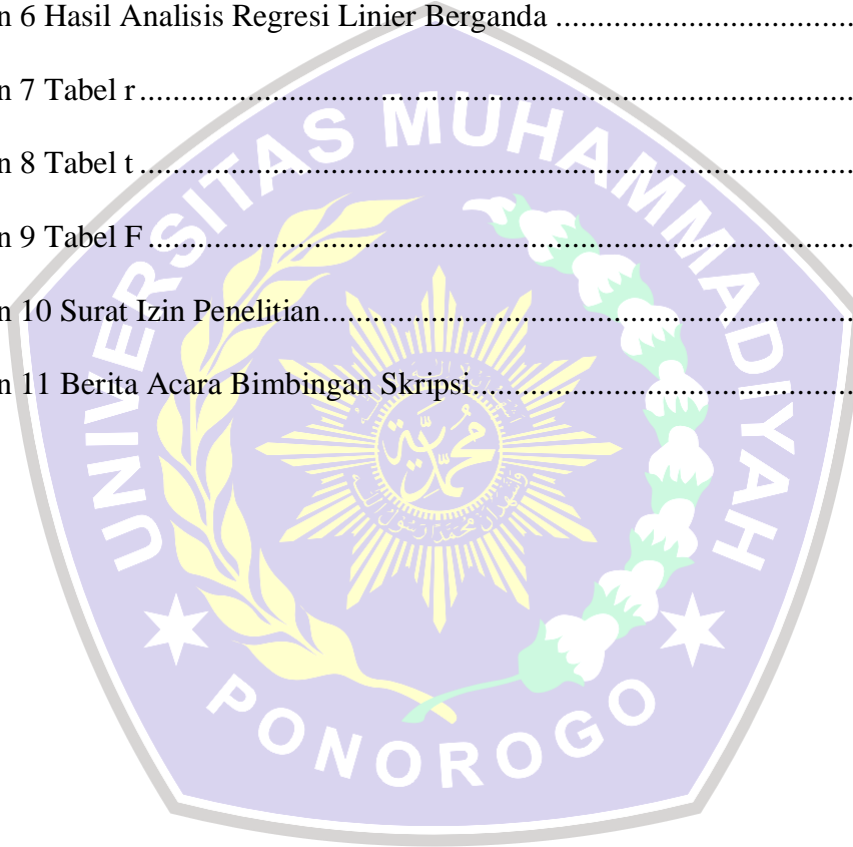 n 6 Hasil Analisis Regresi Linier Berganda ................................
n 7 Tabel r ................................................................................
n 8 Tabel t ................................................................................
n 9 Tabel F ...............................................................................
n 10 Surat Izin Penelitian..........................................................
n 11 Berita Acara Bimbingan Skripsi..........................................
UNIVERSITAS MUHAMMADIYAH
PONOROGO
محمدية